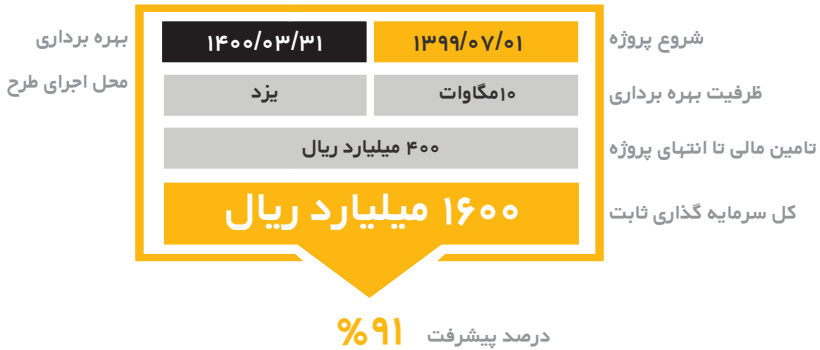 شروع پروژه ۱۳۹۹/۰۷/۰۱ ۱۴۰۰/۰۳/۳۱ بهره برداری
ظرفیت بهره برداری ۱۰مگاوات یزد محل اجرای طرح
تامین مالی تا انتهای پروژه ۴۰۰ میلیارد ریال
کل سرمایه گذاری ثابت ۱۶۰۰ میلیارد ریال
درصد پیشرفت ۹۱%